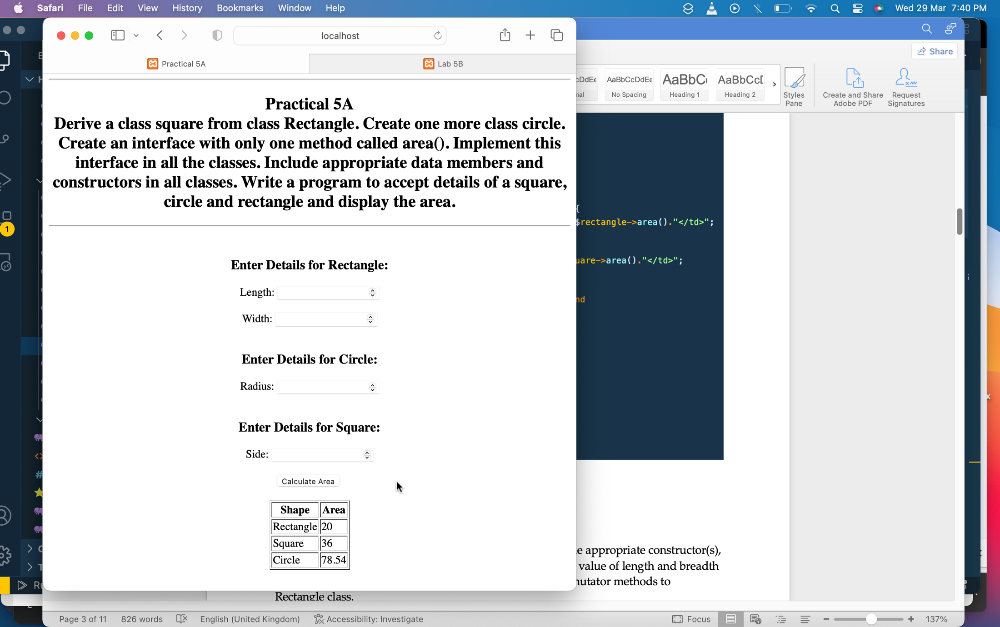 Safari File Edit View History Bookmarks Window Help
Wed 29 Mar 7:40 PM
localhost
Share
Practical 5A
Lab 5B
AaBbCcDdEe
AaBbC
Styles Pane
Create and Share Adobe PDF
Request Signatures
No Spacing
Heading 1
Heading 2
Practical 5A
Derive a class square from class Rectangle. Create one more class circle.
Create an interface with only one method called area(). Implement this
interface in all the classes. Include appropriate data members and
constructors in all classes. Write a program to accept details of a square,
circle and rectangle and display the area.
{
$rectangle->area()."</td>";
uare->area()."</td>";
nd
1
Enter Details for Rectangle:
Length:
Width:
Enter Details for Circle:
Radius:
Enter Details for Square:
Side:
Calculate Area
Shape Area
Rectangle 20
Square 36
Circle 78.54
e appropriate constructor(s),
value of length and breadth
utator methods to
Rectangle class.
Page 3 of 11 826 words English (United Kingdom) Accessibility: Investigate
Focus
137%